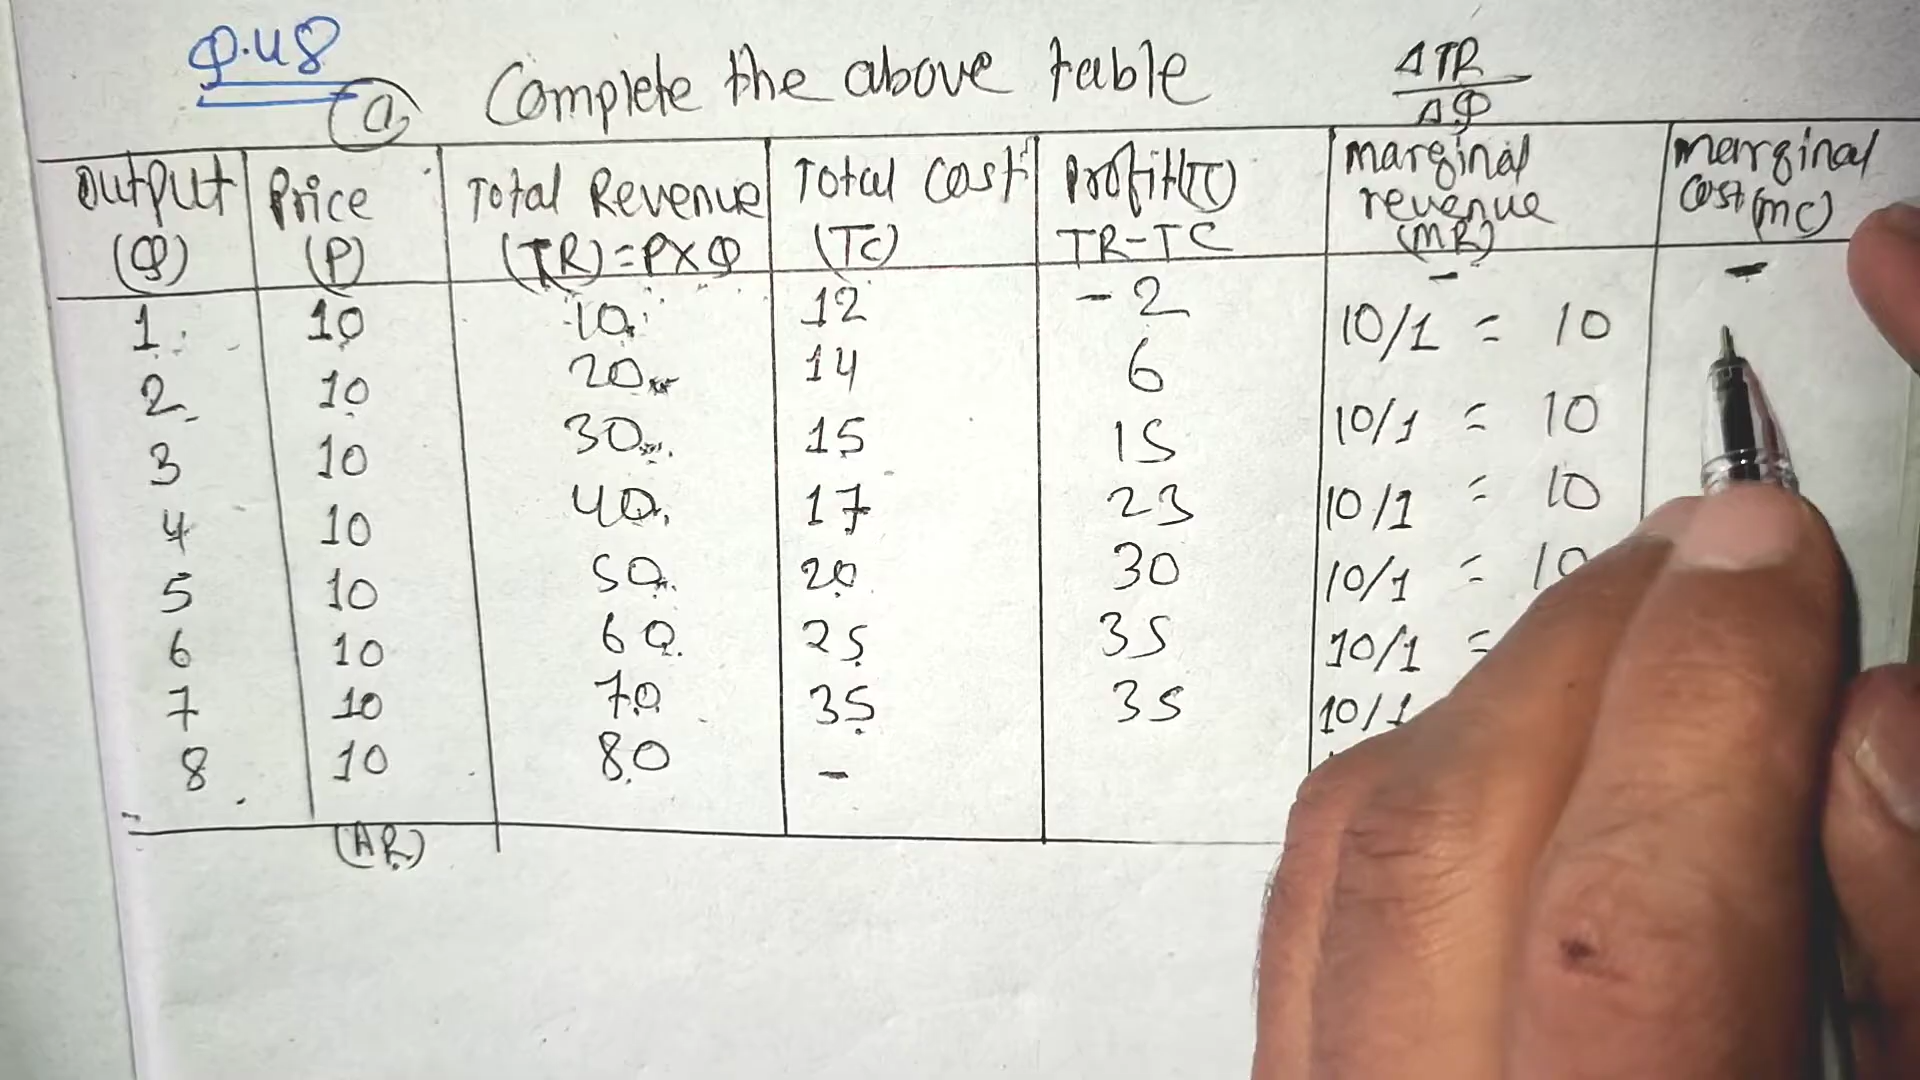 Q.48
(a) Complete the above table
ΔTR
ΔQ
Output (Q) Price (P) Total Revenue (TR)=P×Q Total Cost (TC) Profit(π) TR-TC marginal revenue (MR) marginal cost(mc)
- -
1 10 10 12 -2 10/1 = 10
2 10 20 14 6 10/1 = 10
3 10 30 15 15 10/1 = 10
4 10 40 17 23 10/1 = 10
5 10 50 20 30 10/1 =
6 10 60 25 35 10/1
7 10 70 35 35
8 10 80 -
(AR)